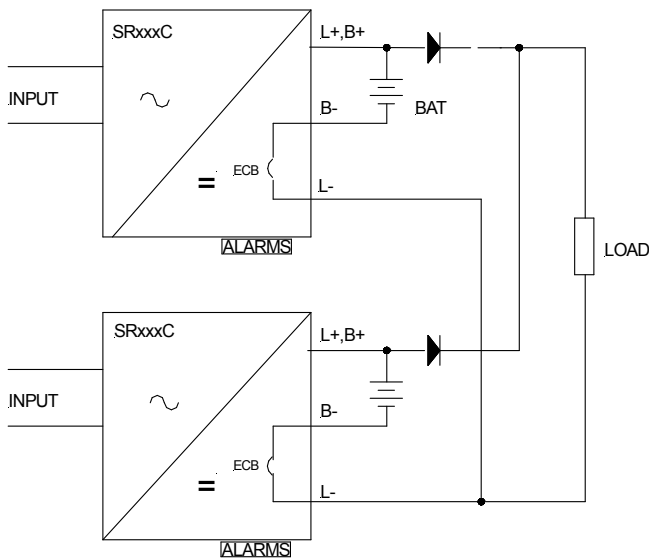 SRxxxC
L+,B+
INPUT
B-
BAT
ECB
=
L-
ALARMS
LOAD
SRxxxC
L+,B+
INPUT
B-
ECB
=
L-
ALARMS